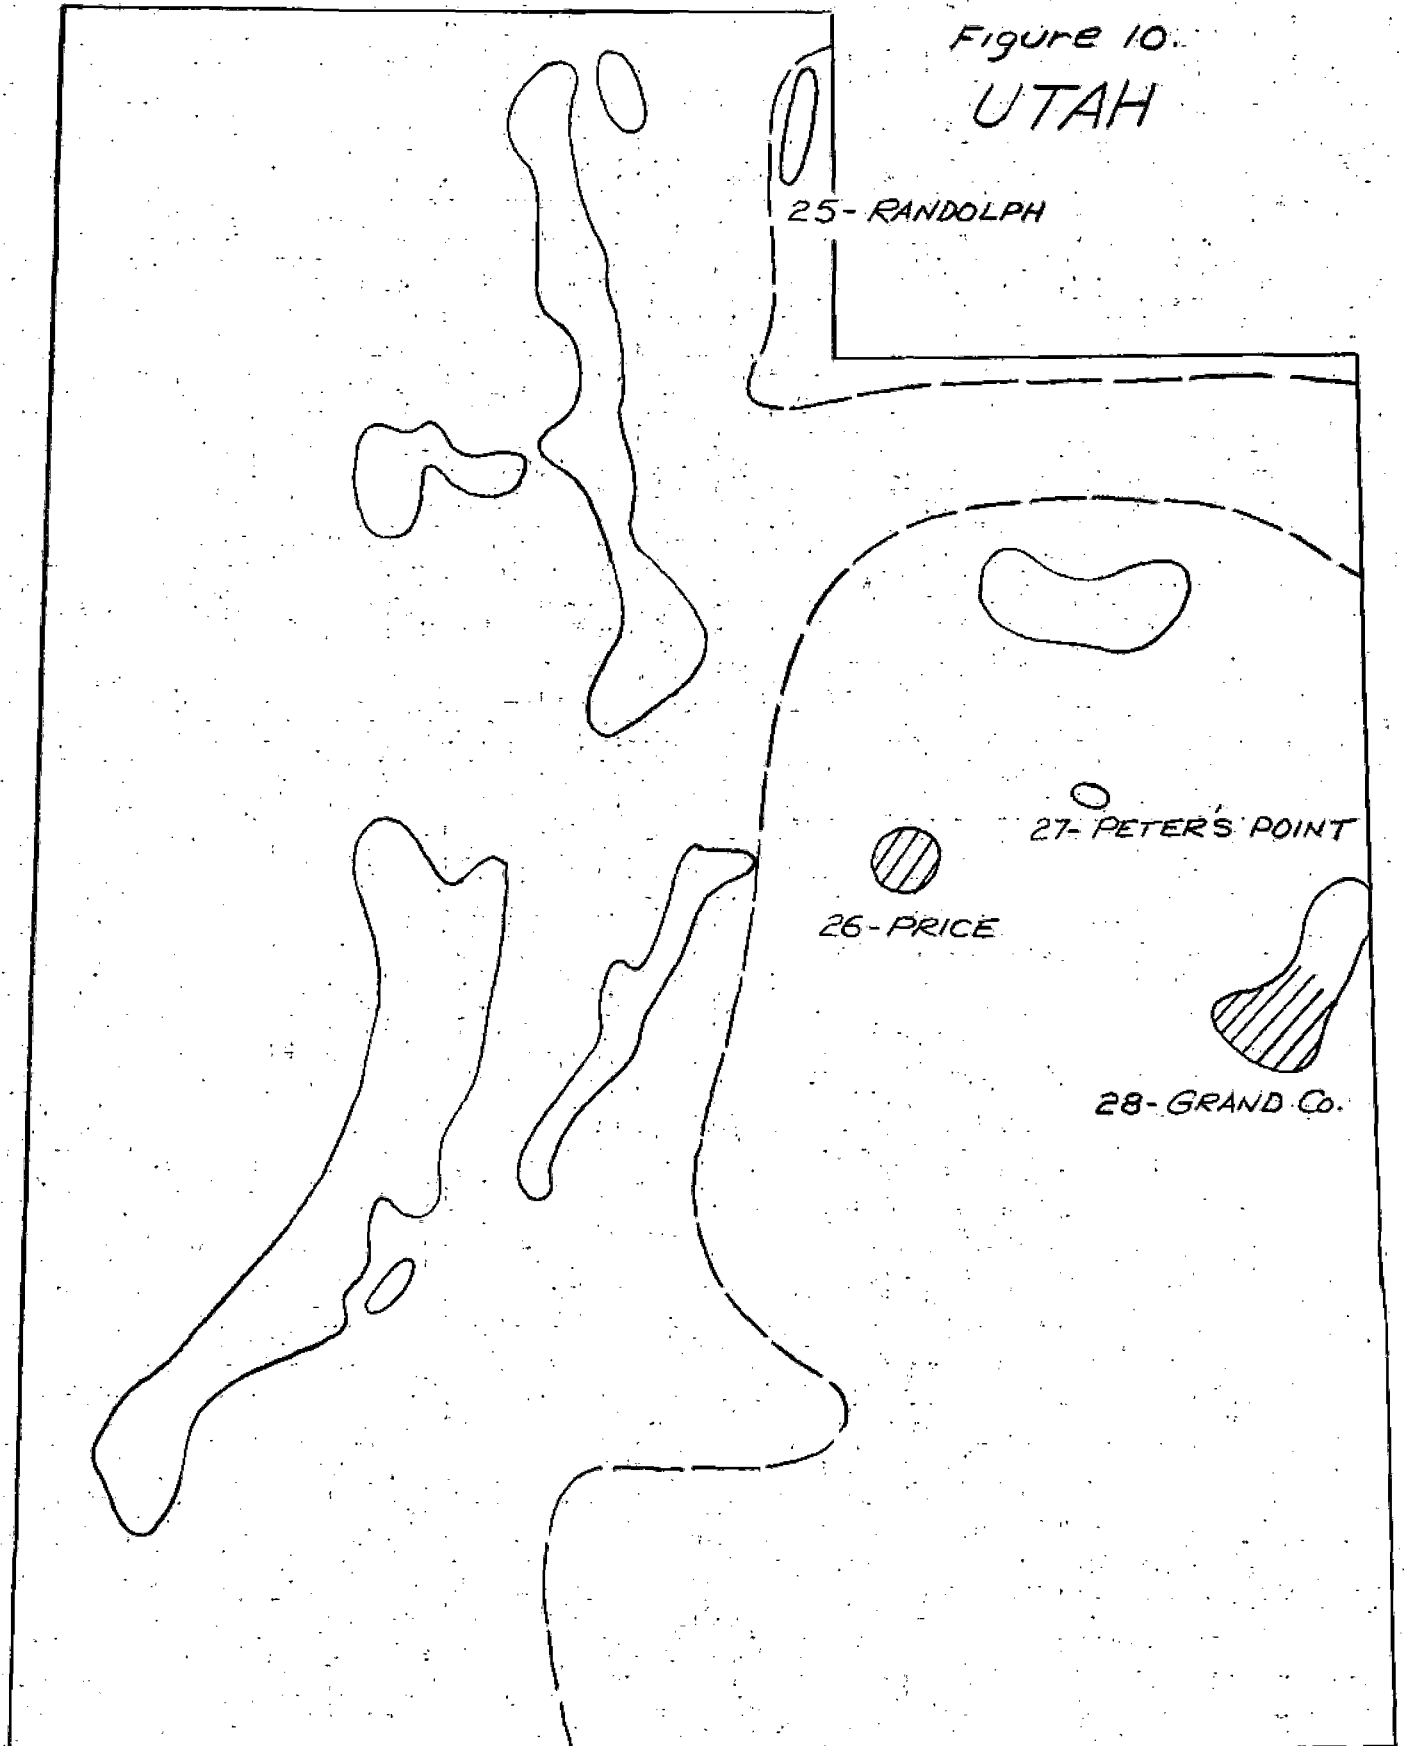 Figure 10.
UTAH
25- RANDOLPH
27- PETER'S POINT
26- PRICE
28- GRAND CO.